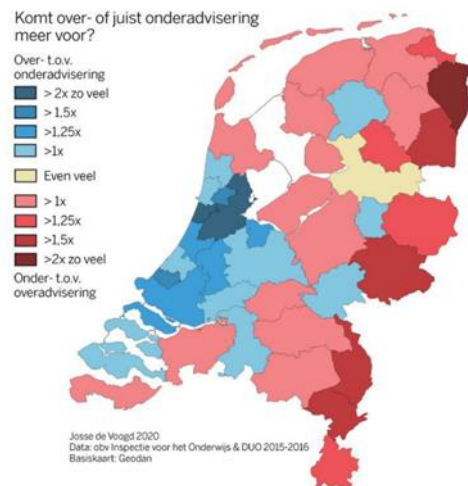 Komt over- of juist onderadvisering
meer voor?
Over- t.o.v.
onderadvisering
> 2x zo veel
> 1,5x
>1,25x
>1x
Even veel
> 1x
>1,25x
>1.5x
>2x zo veel
Onder- t.o.v.
overadvisering
Josse de Voogd 2020
Data: obv Inspectie voor het Onderwijs & DUO 2015-2016
Basiskaart: Geodan